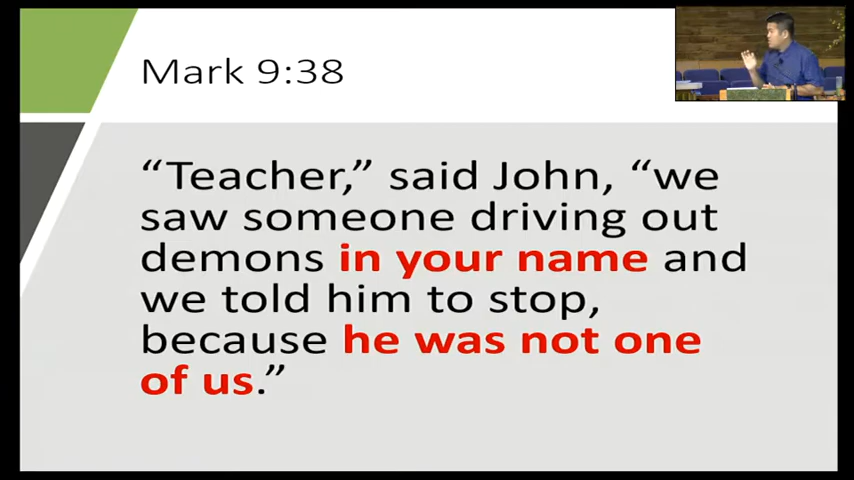 Mark 9:38
“Teacher,” said John, “we
saw someone driving out
demons in your name and
we told him to stop,
because he was not one
of us.”